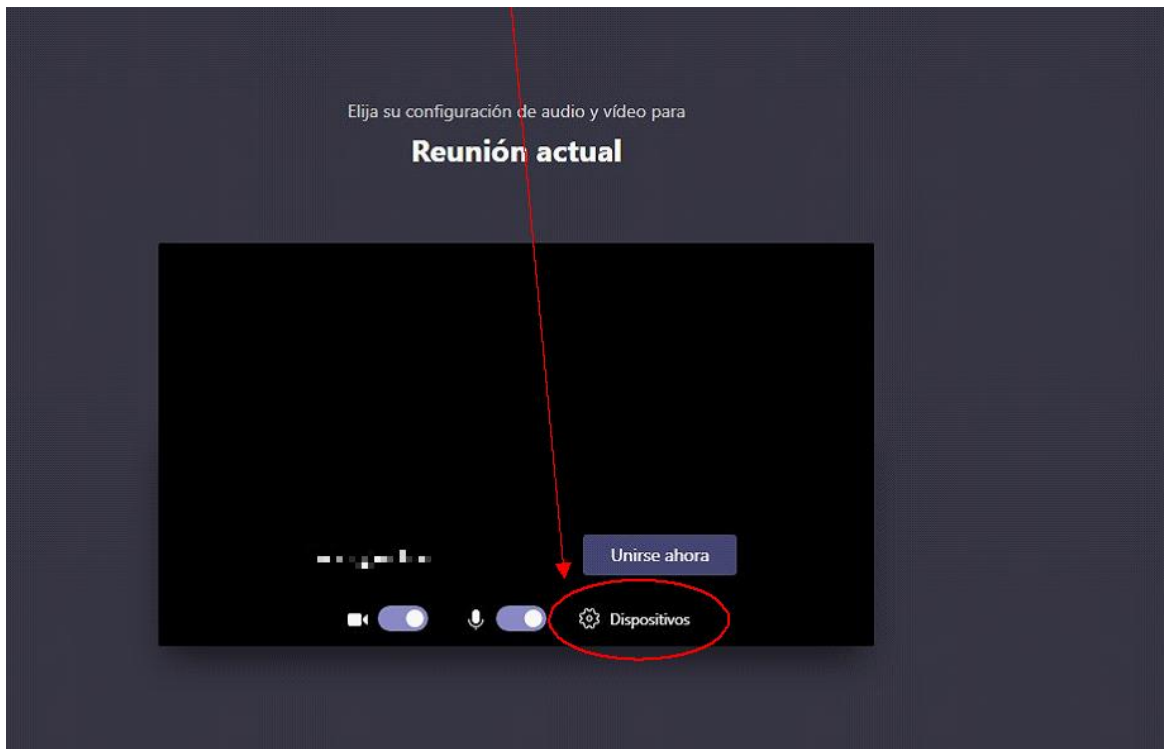 Elija su configuración de audio y vídeo para
Reunión actual
Unirse ahora
Dispositivos